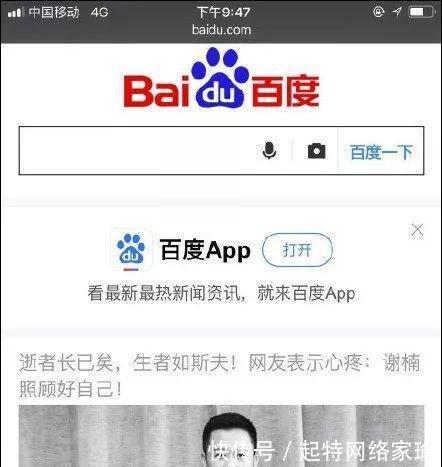 中国移动 4G 下午9:47
baidu.com
Bai du 百度
百度一下
du 百度App 打开
看最新最热新闻资讯，就来百度App
逝者长已矣，生者如斯夫！网友表示心疼：谢楠
照顾好自己！
快传号 / 起特网络家瑜